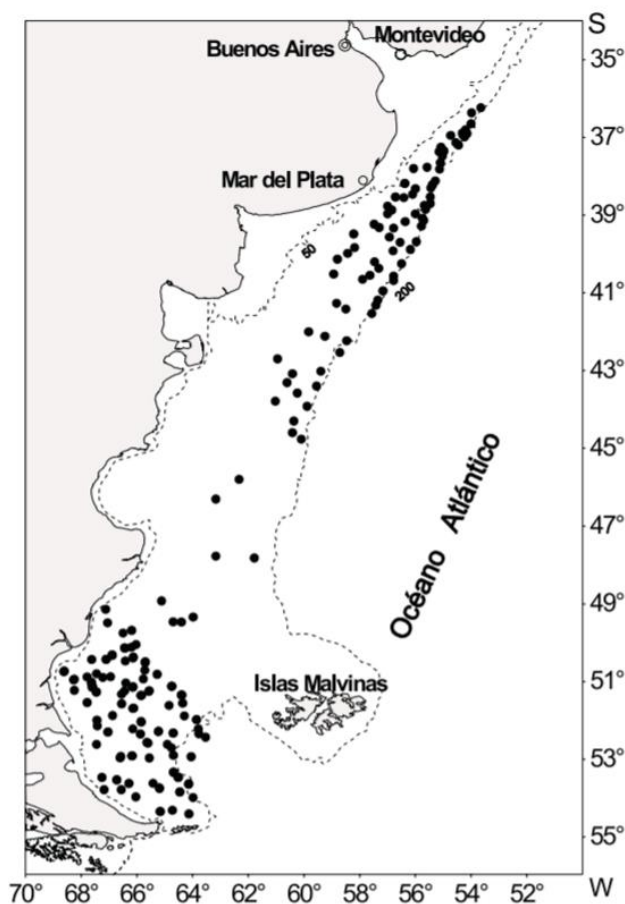 S
Montevideo
35°
Buenos Aires
37°
Mar del Plata
39°
50
200
41°
43°
45°
Océano Atlántico
47°
49°
Islas Malvinas
51°
53°
55°
70° 68° 66° 64° 62° 60° 58° 56° 54° 52° W